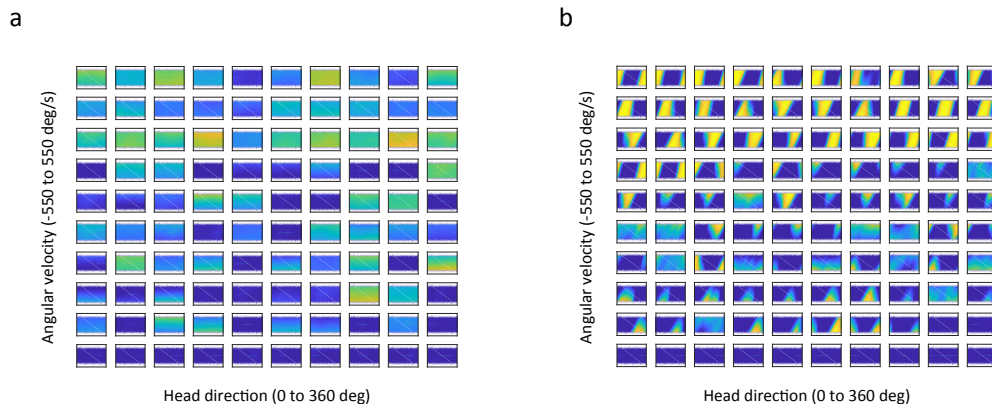 a
b
Angular velocity (-550 to 550 deg/s)
Head direction (0 to 360 deg)
Angular velocity (-550 to 550 deg/s)
Head direction (0 to 360 deg)